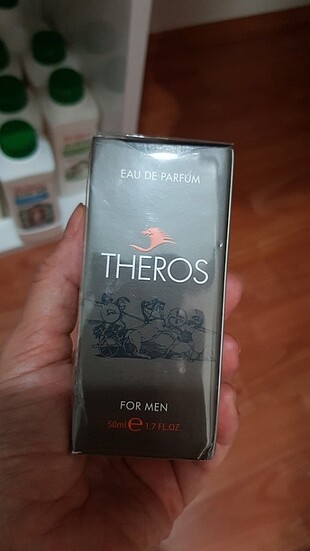 EAU DE PARFUM
THEROS
FOR MEN
50ml e 1.7 FL.OZ.